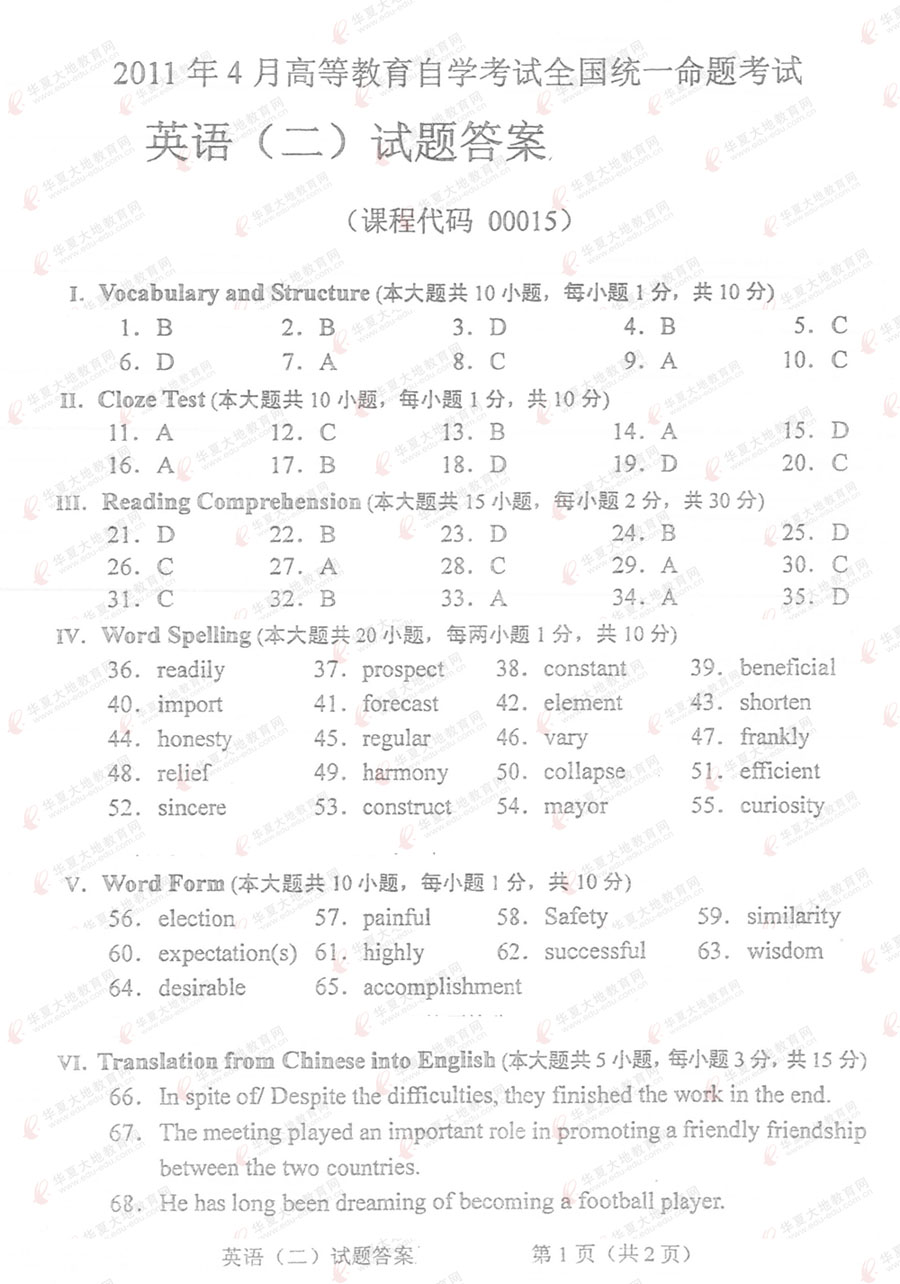 2011年4月高等教育自学考试全国统一命题考试
英语（二）试题答案
（课程代码 00015）
I. Vocabulary and Structure (本大题共10小题，每小题1分，共10分)
1. B 2. B 3. D 4. B 5. C
6. D 7. A 8. C 9. A 10. C
II. Cloze Test (本大题共10小题，每小题1分，共10分)
11. A 12. C 13. B 14. A 15. D
16. A 17. B 18. D 19. D 20. C
III. Reading Comprehension (本大题共15小题，每小题2分，共30分)
21. D 22. B 23. D 24. B 25. D
26. C 27. A 28. C 29. A 30. C
31. C 32. B 33. A 34. A 35. D
IV. Word Spelling (本大题共20小题，每两小题1分，共10分)
36. readily 37. prospect 38. constant 39. beneficial
40. import 41. forecast 42. element 43. shorten
44. honesty 45. regular 46. vary 47. frankly
48. relief 49. harmony 50. collapse 51. efficient
52. sincere 53. construct 54. mayor 55. curiosity
V. Word Form (本大题共10小题，每小题1分，共10分)
56. election 57. painful 58. Safety 59. similarity
60. expectation(s) 61. highly 62. successful 63. wisdom
64. desirable 65. accomplishment
VI. Translation from Chinese into English (本大题共5小题，每小题3分，共15分)
66. In spite of/ Despite the difficulties, they finished the work in the end.
67. The meeting played an important role in promoting a friendly friendship
between the two countries.
68. He has long been dreaming of becoming a football player.
英语（二）试题答案 第1页（共2页）
华夏大地教育网
www.edu-edu.com.cn